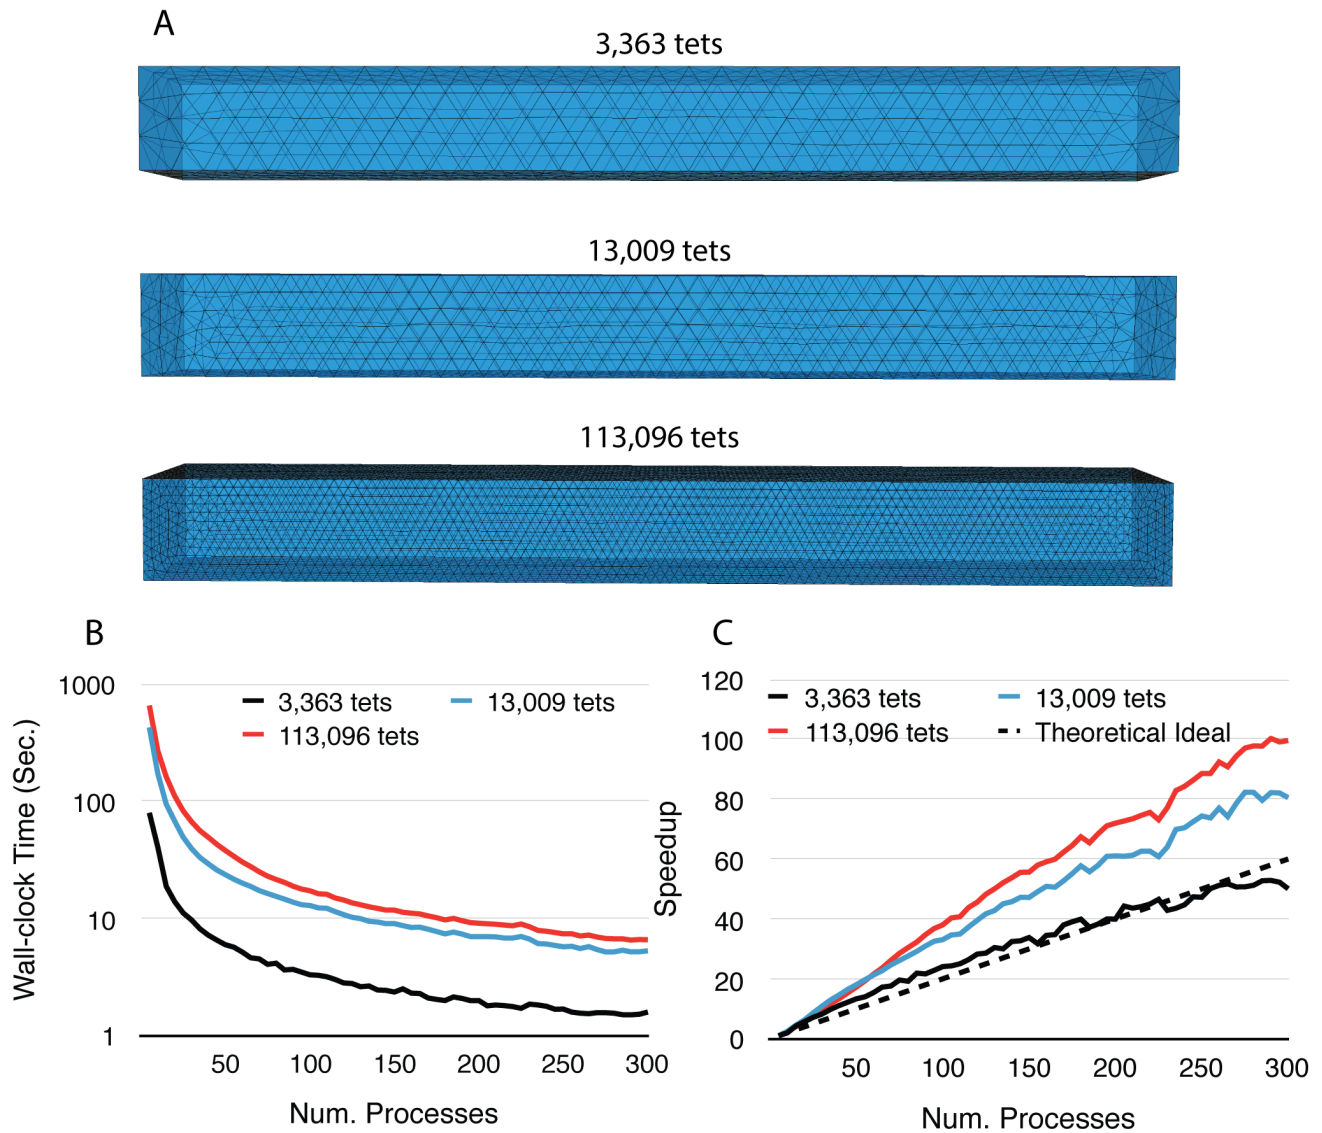 A
3,363 tets
13,009 tets
113,096 tets
B
1000
100
10
1
Wall-clock Time (Sec.)
3,363 tets
13,009 tets
113,096 tets
50 100 150 200 250 300
Num. Processes
C
120
100
80
60
40
20
0
Speedup
3,363 tets
13,009 tets
113,096 tets
Theoretical Ideal
50 100 150 200 250 300
Num. Processes